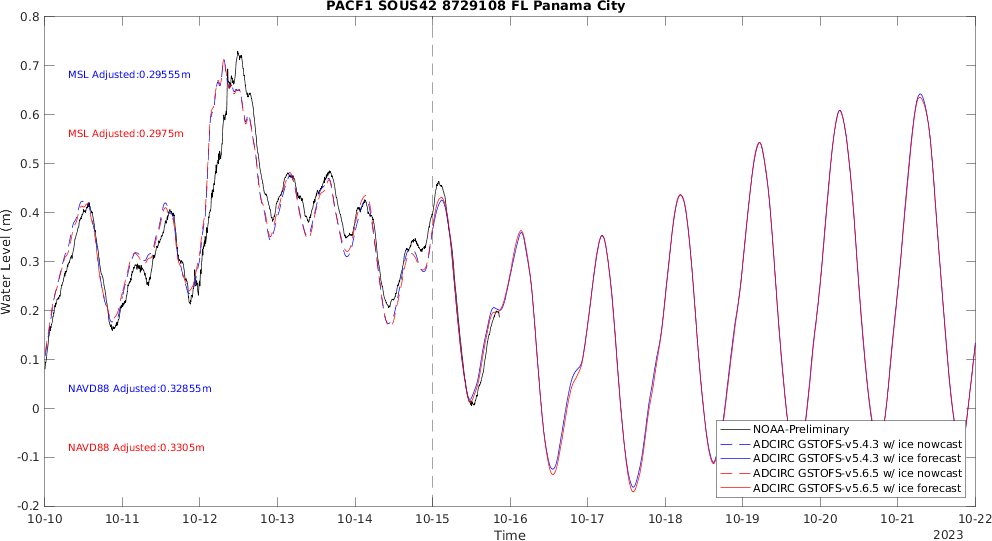 PACF1 SOUS42 8729108 FL Panama City
0.8
0.7
0.6
0.5
0.4
0.3
0.2
0.1
0
-0.1
-0.2
Water Level (m)
MSL Adjusted:0.29555m
MSL Adjusted:0.2975m
NAVD88 Adjusted:0.32855m
NAVD88 Adjusted:0.3305m
NOAA-Preliminary
ADCIRC GSTOFS-v5.4.3 w/ ice nowcast
ADCIRC GSTOFS-v5.4.3 w/ ice forecast
ADCIRC GSTOFS-v5.6.5 w/ ice nowcast
ADCIRC GSTOFS-v5.6.5 w/ ice forecast
10-10 10-11 10-12 10-13 10-14 10-15 10-16 10-17 10-18 10-19 10-20 10-21 10-22
Time
2023